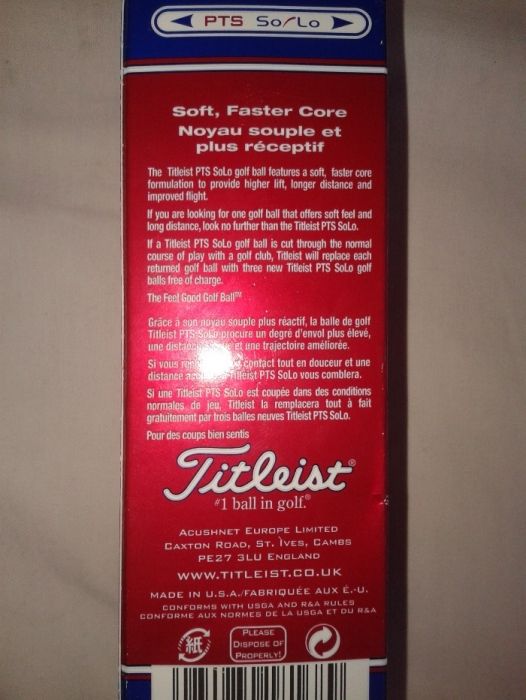 PTS So/Lo
Soft, Faster Core
Noyau souple et
plus réceptif
The Titleist PTS SoLo golf ball features a soft, faster core
formulation to provide higher lift, longer distance and
improved flight.
If you are looking for one golf ball that offers soft feel and
long distance, look no further than the Titleist PTS SoLo.
If a Titleist PTS SoLo golf ball is cut through the normal
course of play with a golf club, Titleist will replace each
returned golf ball with three new Titleist PTS SoLo golf
balls free of charge.
The Feel Good Golf Ball™
Grâce à son noyau souple plus réactif, la balle de golf
Titleist PTS SoLo procure un degré d'envol plus élevé,
une distance et une trajectoire améliorée.
Si vous contact tout en douceur et une
distance Titleist PTS SoLo vous comblera.
Si une Titleist PTS SoLo est coupée dans des conditions
normales de jeu, Titleist la remplacera tout à fait
gratuitement par trois balles neuves Titleist PTS SoLo.
Pour des coups bien sentis
Titleist®
#1 ball in golf.®
Acushnet Europe Limited
Caxton Road, St. Ives, Cambs
PE27 3LU England
www.titleist.co.uk
MADE IN U.S.A./FABRIQUÉE AUX É.-U.
CONFORMS WITH USGA AND R&A RULES
CONFORME AUX NORMES DE LA USGA ET DU R&A
紙
Please
Dispose of
Properly!